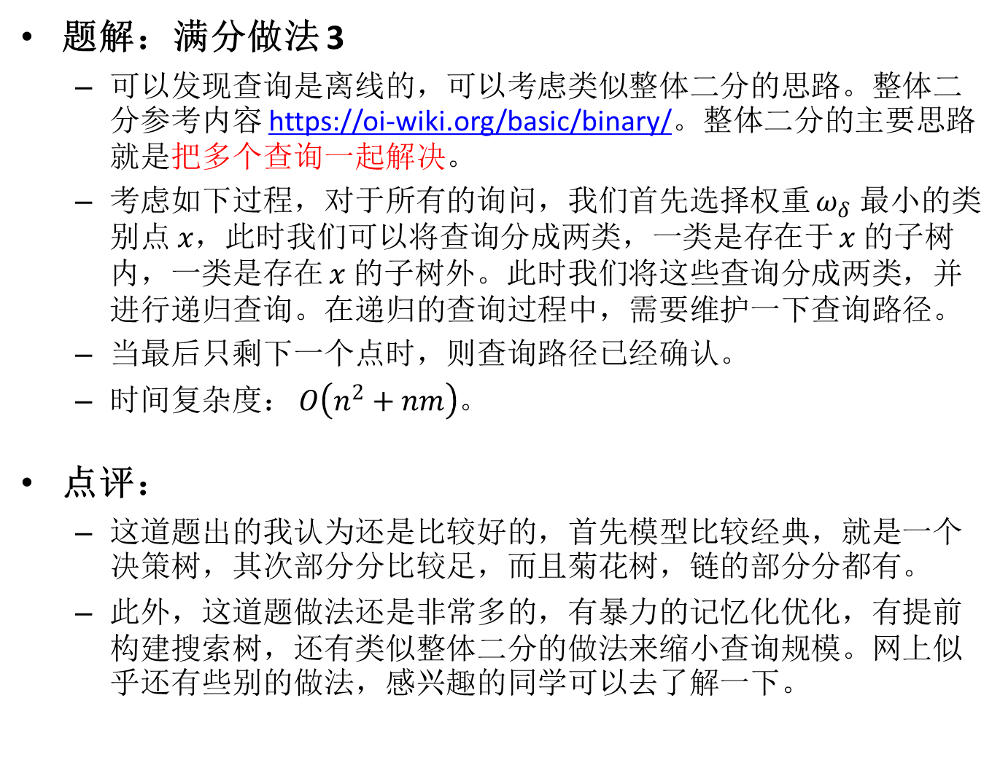 • 题解：满分做法 3
– 可以发现查询是离线的，可以考虑类似整体二分的思路。整体二
分参考内容 https://oi-wiki.org/basic/binary/。整体二分的主要思路
就是把多个查询一起解决。
– 考虑如下过程，对于所有的询问，我们首先选择权重 ω_δ 最小的类
别点 x，此时我们可以将查询分成两类，一类是存在于 x 的子树
内，一类是存在 x 的子树外。此时我们将这些查询分成两类，并
进行递归查询。在递归的查询过程中，需要维护一下查询路径。
– 当最后只剩下一个点时，则查询路径已经确认。
– 时间复杂度： O(n² + nm)。
• 点评：
– 这道题出的我认为还是比较好的，首先模型比较经典，就是一个
决策树，其次部分分比较足，而且菊花树，链的部分分都有。
– 此外，这道题做法还是非常多的，有暴力的记忆化优化，有提前
构建搜索树，还有类似整体二分的做法来缩小查询规模。网上似
乎还有些别的做法，感兴趣的同学可以去了解一下。